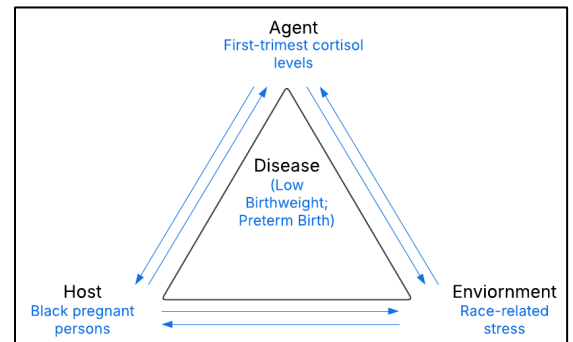 Agent
First-trimest cortisol
levels
Disease
(Low
Birthweight;
Preterm Birth)
Host
Black pregnant
persons
Enviornment
Race-related
stress